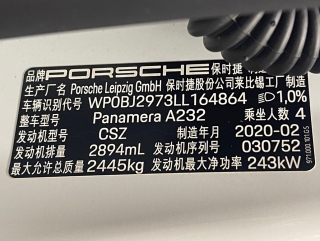 品牌 PORSCHE 保时捷 制造
生产厂名 Porsche Leipzig GmbH 保时捷股份公司莱比锡工厂制造
车辆识别代号 WP0BJ2973LL164864 1,0%
整车型号 Panamera A232 乘坐人数 4
发动机型号 CSZ 制造年月 2020-02
发动机排量 2894mL 发动机序列号 030752
最大允许总质量 2445kg 发动机最大净功率 243kW